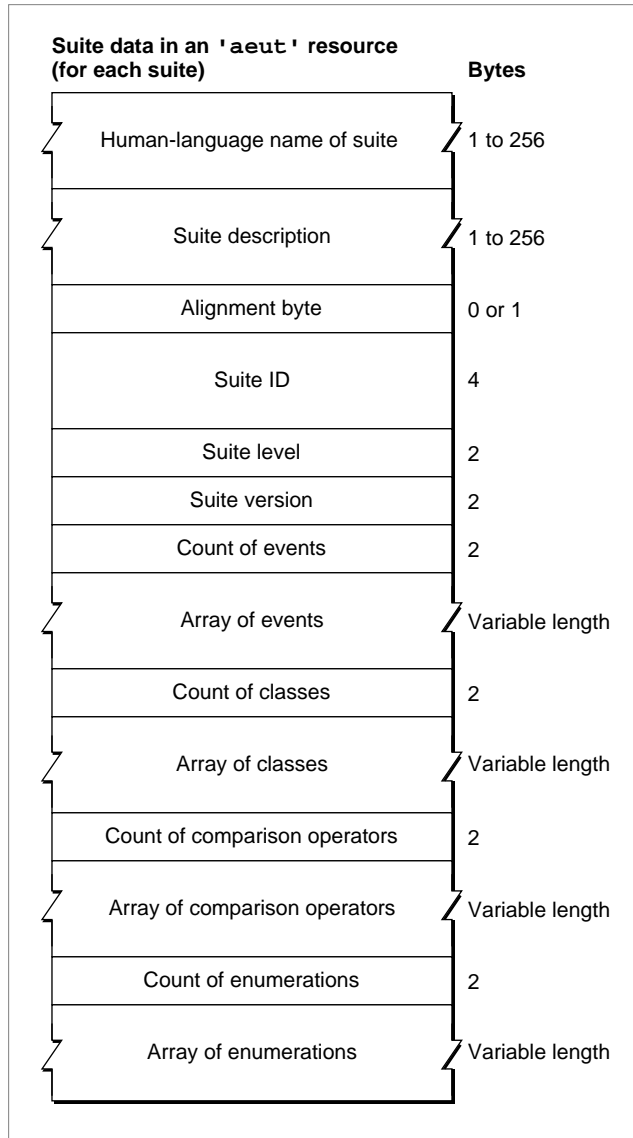 Suite data in an 'aeut' resource
(for each suite) Bytes
Human-language name of suite 1 to 256
Suite description 1 to 256
Alignment byte 0 or 1
Suite ID 4
Suite level 2
Suite version 2
Count of events 2
Array of events Variable length
Count of classes 2
Array of classes Variable length
Count of comparison operators 2
Array of comparison operators Variable length
Count of enumerations 2
Array of enumerations Variable length